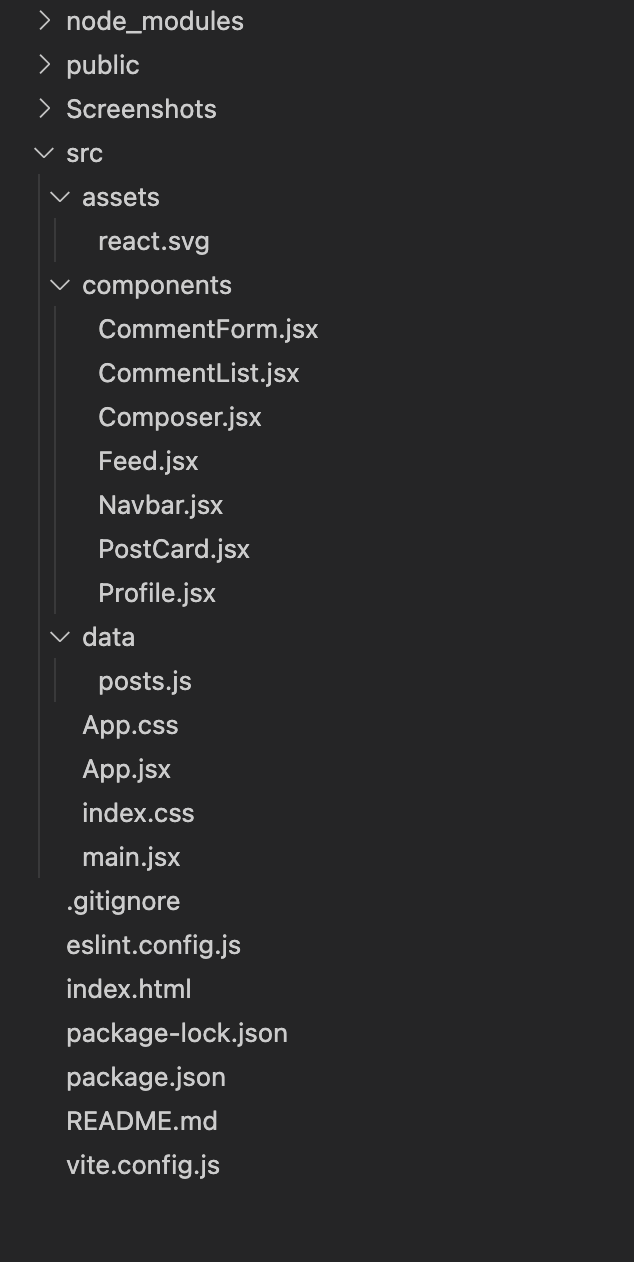 node_modules
public
Screenshots
src
assets
react.svg
components
CommentForm.jsx
CommentList.jsx
Composer.jsx
Feed.jsx
Navbar.jsx
PostCard.jsx
Profile.jsx
data
posts.js
App.css
App.jsx
index.css
main.jsx
.gitignore
eslint.config.js
index.html
package-lock.json
package.json
README.md
vite.config.js